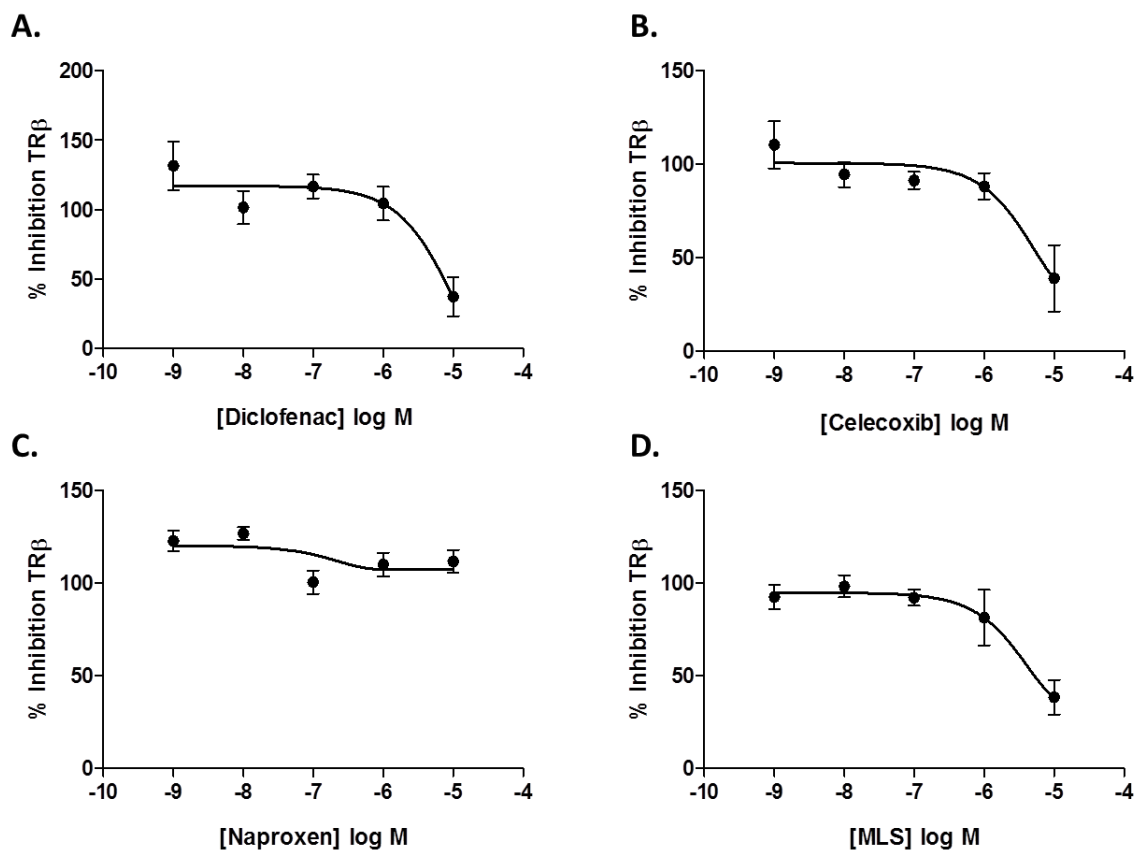 A.
200
150
100
50
0
% Inhibition TRβ
-10 -9 -8 -7 -6 -5 -4
[Diclofenac] log M
B.
150
100
50
0
% Inhibition TRβ
-10 -9 -8 -7 -6 -5 -4
[Celecoxib] log M
C.
150
100
50
0
% Inhibition TRβ
-10 -9 -8 -7 -6 -5 -4
[Naproxen] log M
D.
150
100
50
0
% Inhibition TRβ
-10 -9 -8 -7 -6 -5 -4
[MLS] log M